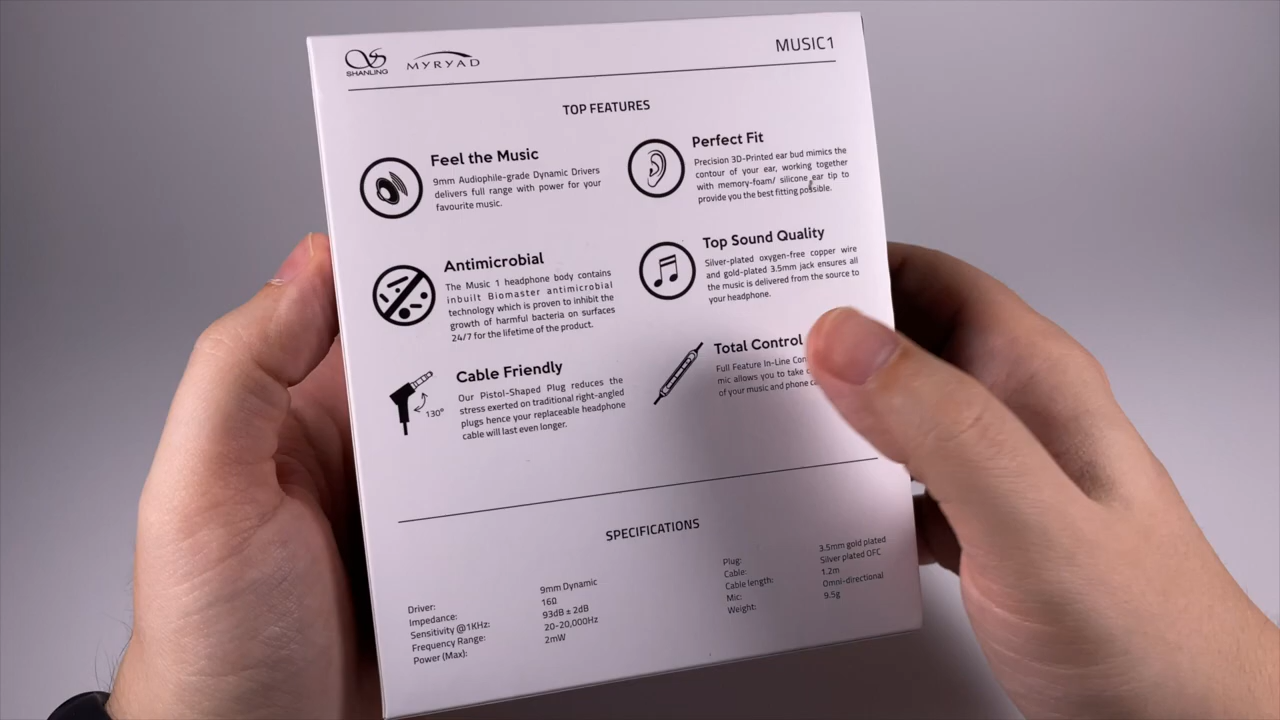 SHANLING
MYRYAD
MUSIC1
TOP FEATURES
Feel the Music
9mm Audiophile-grade Dynamic Drivers
delivers full range with power for your
favourite music.
Perfect Fit
Precision 3D-Printed ear bud mimics the
contour of your ear, working together
with memory-foam/ silicone ear tip to
provide you the best fitting possible.
Antimicrobial
The Music 1 headphone body contains
inbuilt Biomaster antimicrobial
technology which is proven to inhibit the
growth of harmful bacteria on surfaces
24/7 for the lifetime of the product.
Top Sound Quality
Silver-plated oxygen-free copper wire
and gold-plated 3.5mm jack ensures all
the music is delivered from the source to
your headphone.
130º
Cable Friendly
Our Pistol-Shaped Plug reduces the
stress exerted on traditional right-angled
plugs hence your replaceable headphone
cable will last even longer.
Total Control
Full Feature In-Line
mic allows you to take
of your music and phone
SPECIFICATIONS
Driver: 9mm Dynamic
Impedance: 16Ω
Sensitivity @1KHz: 93dB ± 2dB
Frequency Range: 20-20,000Hz
Power (Max): 2mW
Plug: 3.5mm gold plated
Cable: Silver plated OFC
Cable length: 1.2m
Mic: Omni-directional
Weight: 9.5g